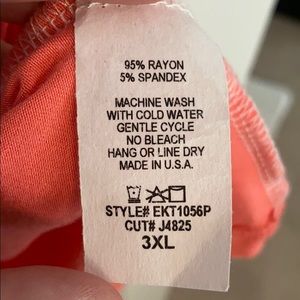 95% RAYON
5% SPANDEX
MACHINE WASH
WITH COLD WATER
GENTLE CYCLE
NO BLEACH
HANG OR LINE DRY
MADE IN U.S.A.
STYLE# EKT1056P
CUT# J4825
3XL